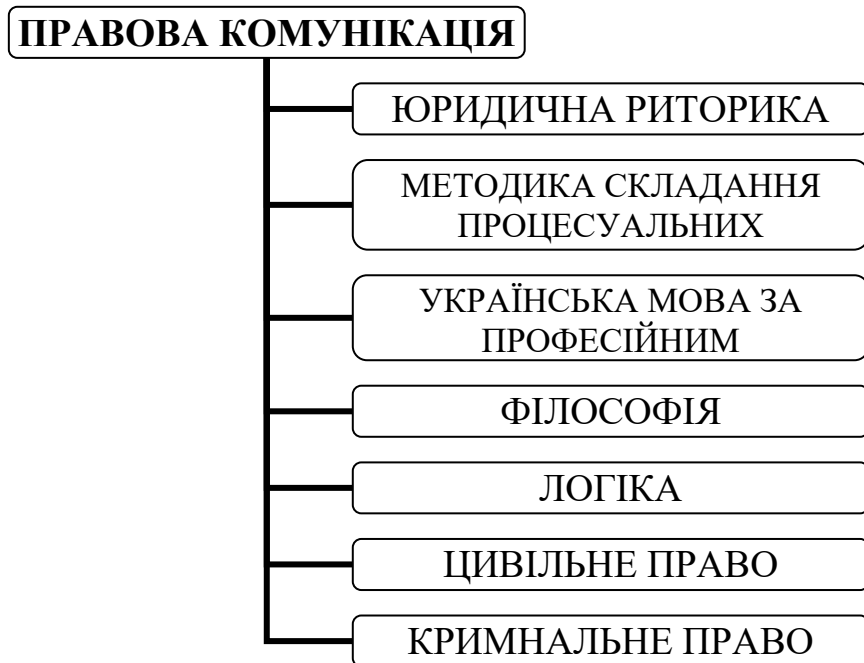 ПРАВОВА КОМУНІКАЦІЯ
ЮРИДИЧНА РИТОРИКА
МЕТОДИКА СКЛАДАННЯ
ПРОЦЕСУАЛЬНИХ
УКРАЇНСЬКА МОВА ЗА
ПРОФЕСІЙНИМ
ФІЛОСОФІЯ
ЛОГІКА
ЦИВІЛЬНЕ ПРАВО
КРИМНАЛЬНЕ ПРАВО